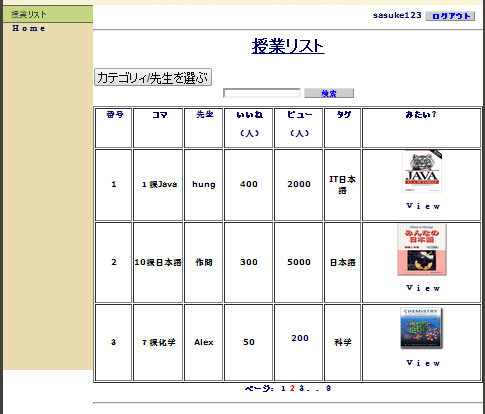 授業リスト
Home
sasuke123 ログアウト
授業リスト
カテゴリィ/先生を選ぶ
検索
番号 コマ 先生 いいね（人） ビュー（人） タグ みたい？
1 １課Java hung 400 2000 IT日本語
JAVA
View
2 10課日本語 作間 300 5000 日本語
みんなの
日本語
View
3 ７課化学 Alex 50 200 科学
CHEMISTRY
View
ページ: 1 2 3 . . 9